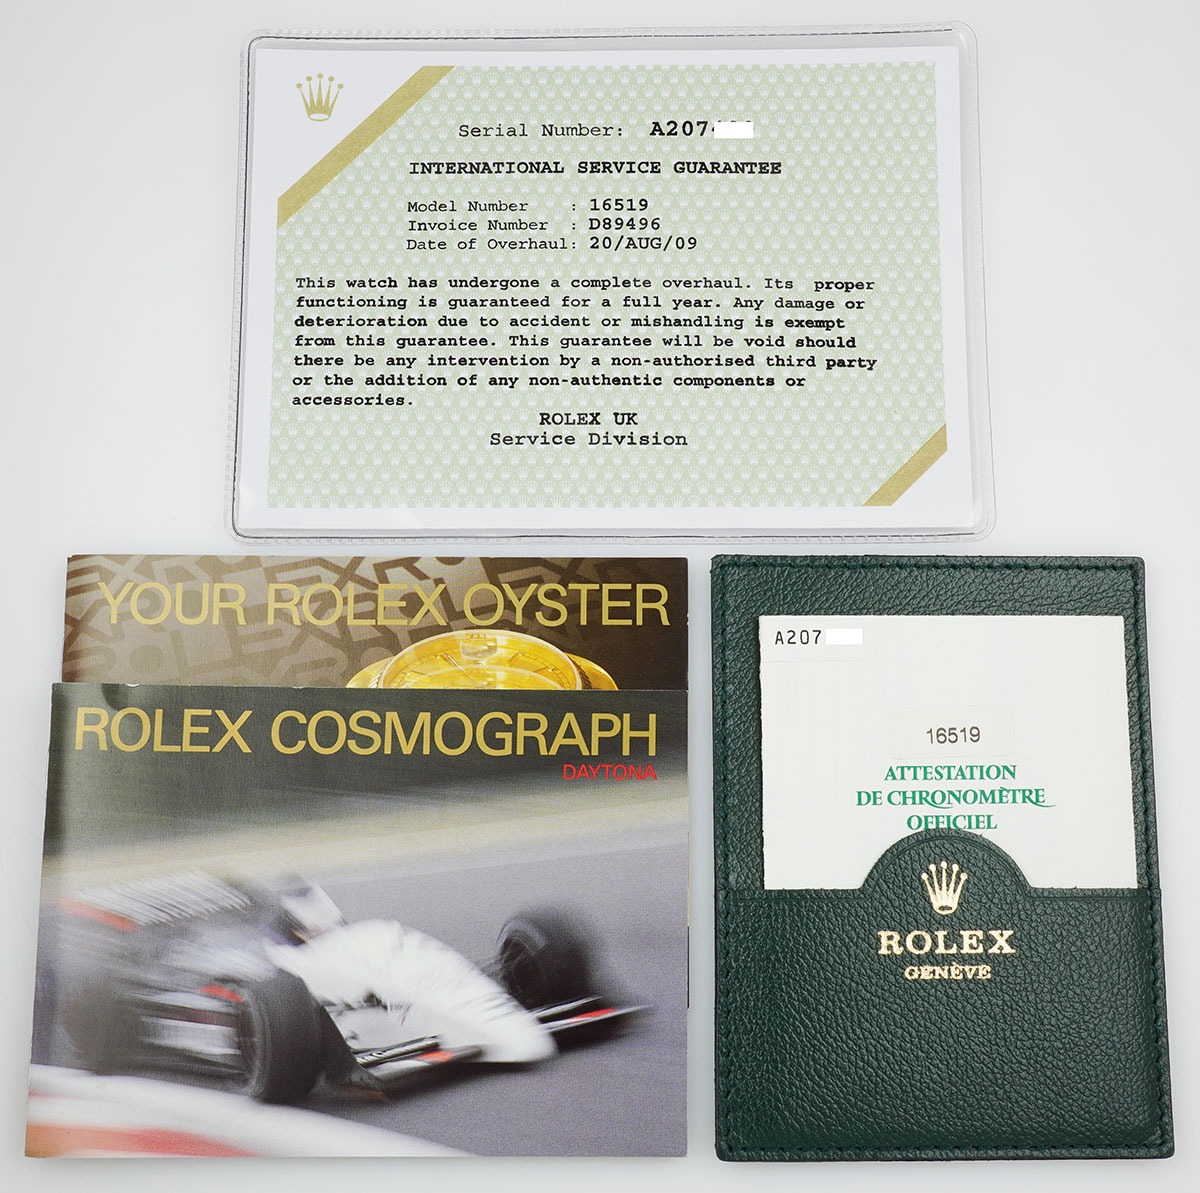 Serial Number: A207
INTERNATIONAL SERVICE GUARANTEE
Model Number : 16519
Invoice Number : D89496
Date of Overhaul: 20/AUG/09
This watch has undergone a complete overhaul. Its proper
functioning is guaranteed for a full year. Any damage or
deterioration due to accident or mishandling is exempt
from this guarantee. This guarantee will be void should
there be any intervention by a non-authorised third party
or the addition of any non-authentic components or
accessories.
ROLEX UK
Service Division
YOUR ROLEX OYSTER
ROLEX COSMOGRAPH
DAYTONA
A207
16519
ATTESTATION
DE CHRONOMÈTRE
OFFICIEL
ROLEX
GENÈVE